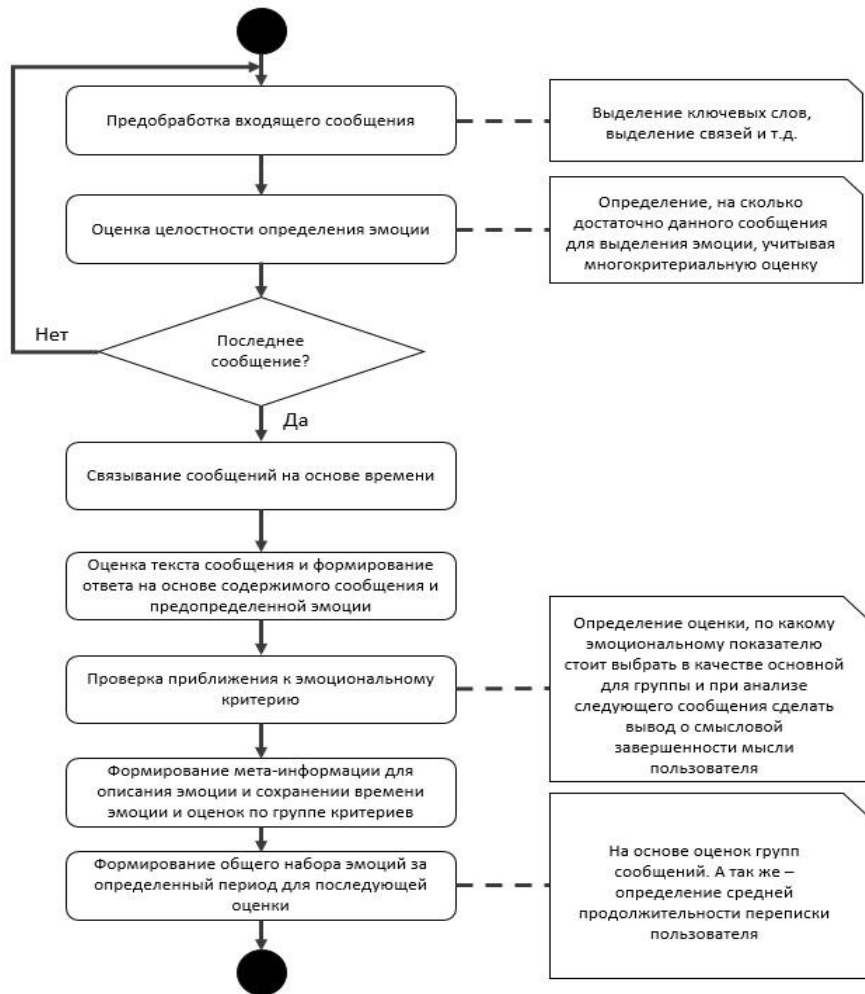 Предобработка входящего сообщения
Выделение ключевых слов,
выделение связей и т.д.
Оценка целостности определения эмоции
Определение, на сколько
достаточно данного сообщения
для выделения эмоции, учитывая
многокритериальную оценку
Нет
Последнее
сообщение?
Да
Связывание сообщений на основе времени
Оценка текста сообщения и формирование
ответа на основе содержимого сообщения и
предопределенной эмоции
Проверка приближения к эмоциональному
критерию
Определение оценки, по какому
эмоциональному показателю
стоит выбрать в качестве основной
для группы и при анализе
следующего сообщения сделать
вывод о смысловой
завершенности мысли
пользователя
Формирование мета-информации для
описания эмоции и сохранении времени
эмоции и оценок по группе критериев
Формирование общего набора эмоций за
определенный период для последующей
оценки
На основе оценок групп
сообщений. А так же –
определение средней
продолжительности переписки
пользователя